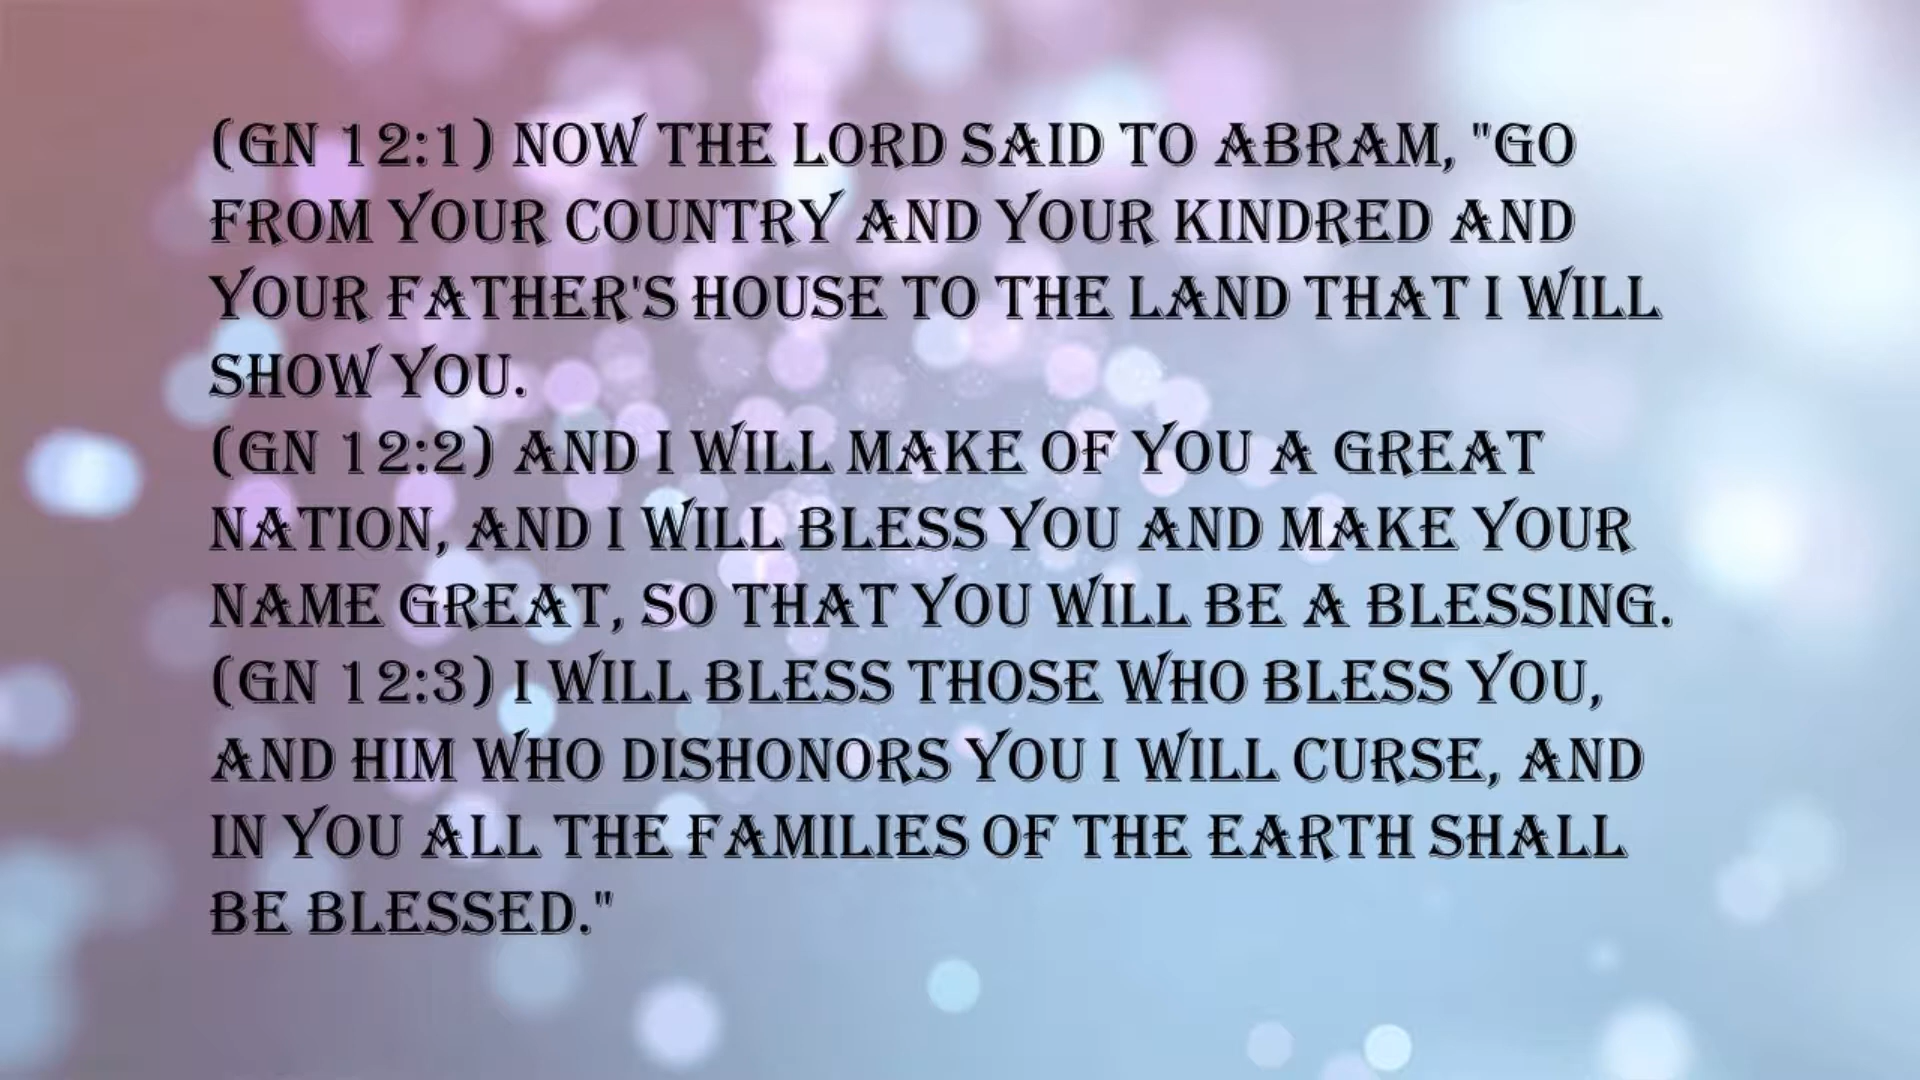 (GN 12:1) NOW THE LORD SAID TO ABRAM, "GO
FROM YOUR COUNTRY AND YOUR KINDRED AND
YOUR FATHER'S HOUSE TO THE LAND THAT I WILL
SHOW YOU.
(GN 12:2) AND I WILL MAKE OF YOU A GREAT
NATION, AND I WILL BLESS YOU AND MAKE YOUR
NAME GREAT, SO THAT YOU WILL BE A BLESSING.
(GN 12:3) I WILL BLESS THOSE WHO BLESS YOU,
AND HIM WHO DISHONORS YOU I WILL CURSE, AND
IN YOU ALL THE FAMILIES OF THE EARTH SHALL
BE BLESSED."